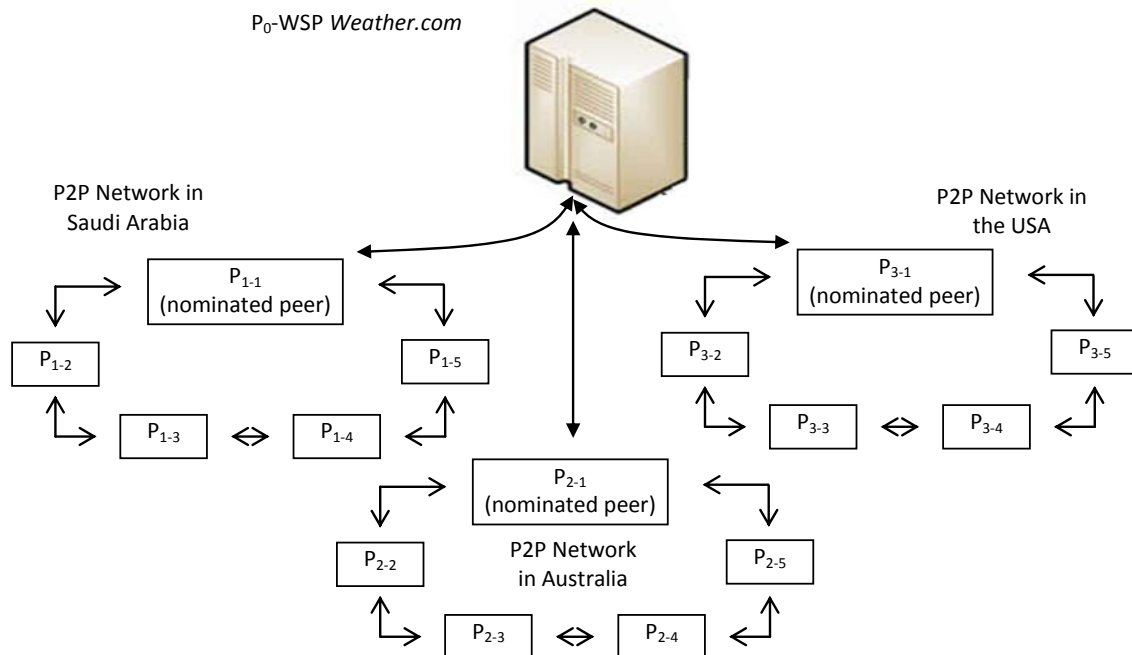 P₀-WSP Weather.com
P2P Network in
Saudi Arabia
P2P Network in
the USA
P₁₋₁
(nominated peer)
P₃₋₁
(nominated peer)
P₁₋₂
P₁₋₅
P₃₋₂
P₃₋₅
P₁₋₃
P₁₋₄
P₃₋₃
P₃₋₄
P₂₋₁
(nominated peer)
P2P Network
in Australia
P₂₋₂
P₂₋₅
P₂₋₃
P₂₋₄